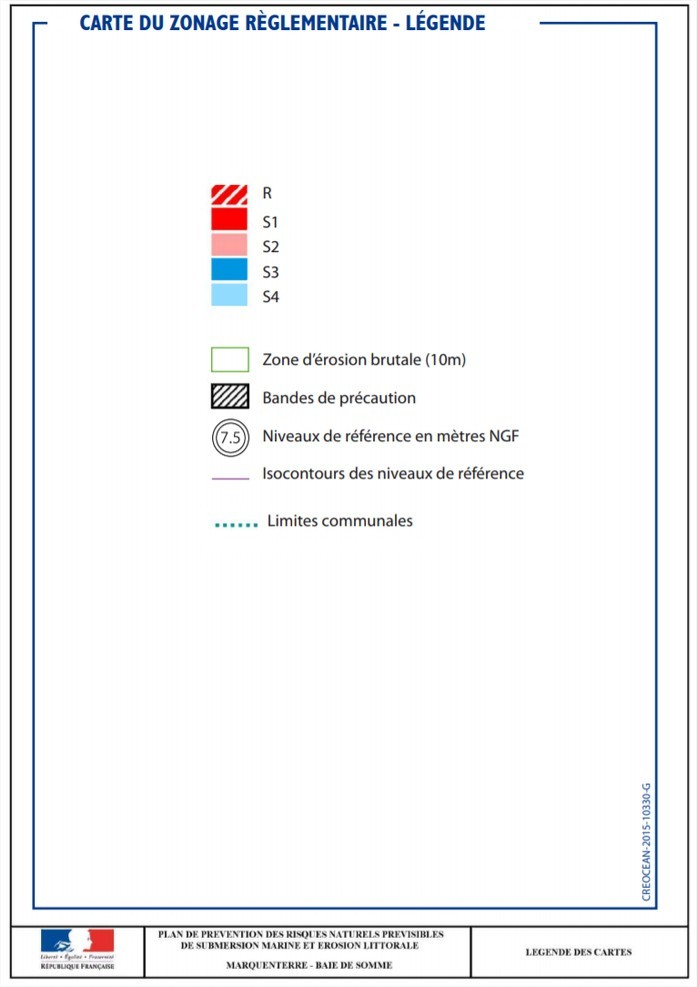 CARTE DU ZONAGE RÈGLEMENTAIRE - LÉGENDE
R
S1
S2
S3
S4
Zone d'érosion brutale (10m)
Bandes de précaution
7.5 Niveaux de référence en mètres NGF
Isocontours des niveaux de référence
Limites communales
CREOCEAN-2015-10330-G
Liberté • Égalité • Fraternité
RÉPUBLIQUE FRANÇAISE
PLAN DE PREVENTION DES RISQUES NATURELS PREVISIBLES
DE SUBMERSION MARINE ET EROSION LITTORALE
MARQUENTERRE - BAIE DE SOMME
LEGENDE DES CARTES